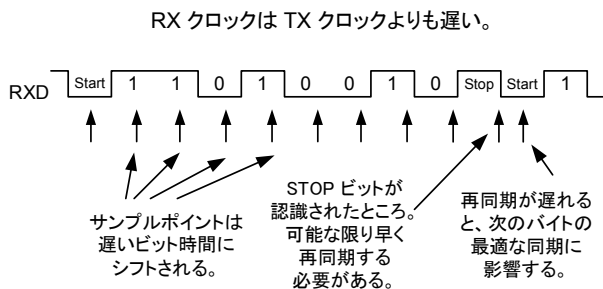 RX クロックは TX クロックよりも遅い。
RXD Start 1 1 0 1 0 0 1 0 Stop Start 1
サンプルポイントは
遅いビット時間に
シフトされる。
STOP ビットが
認識されたところ。
可能な限り早く
再同期する
必要がある。
再同期が遅れる
と、次のバイトの
最適な同期に
影響する。